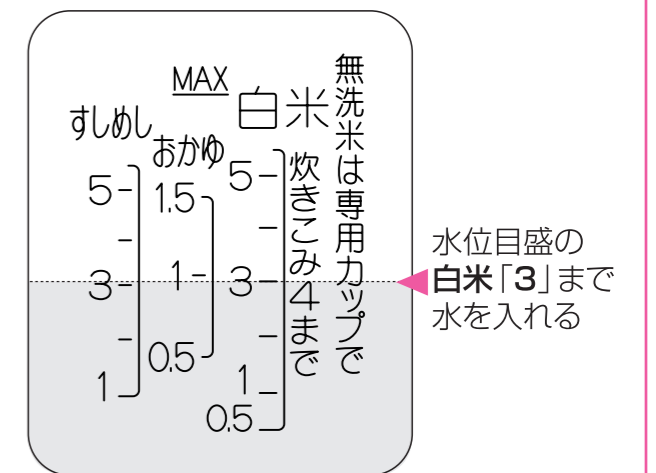 MAX
すしめし
5
3
1
おかゆ
1.5
1
0.5
白米
5
3
1
0.5
炊きこみ4まで
無洗米は専用カップで
水位目盛の
白米「3」まで
水を入れる